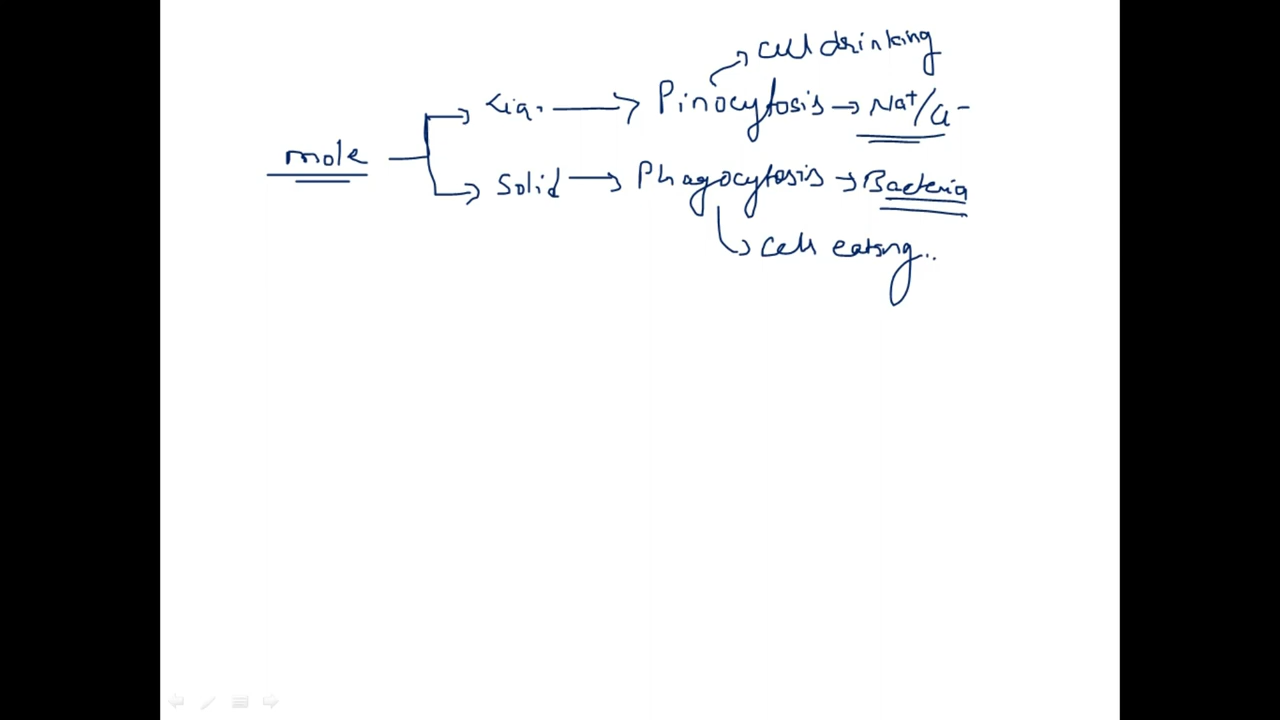 cell drinking
Liq. → Pinocytosis → Na+/Cl-
mole
Solid → Phagocytosis → Bacteria
cell eating..